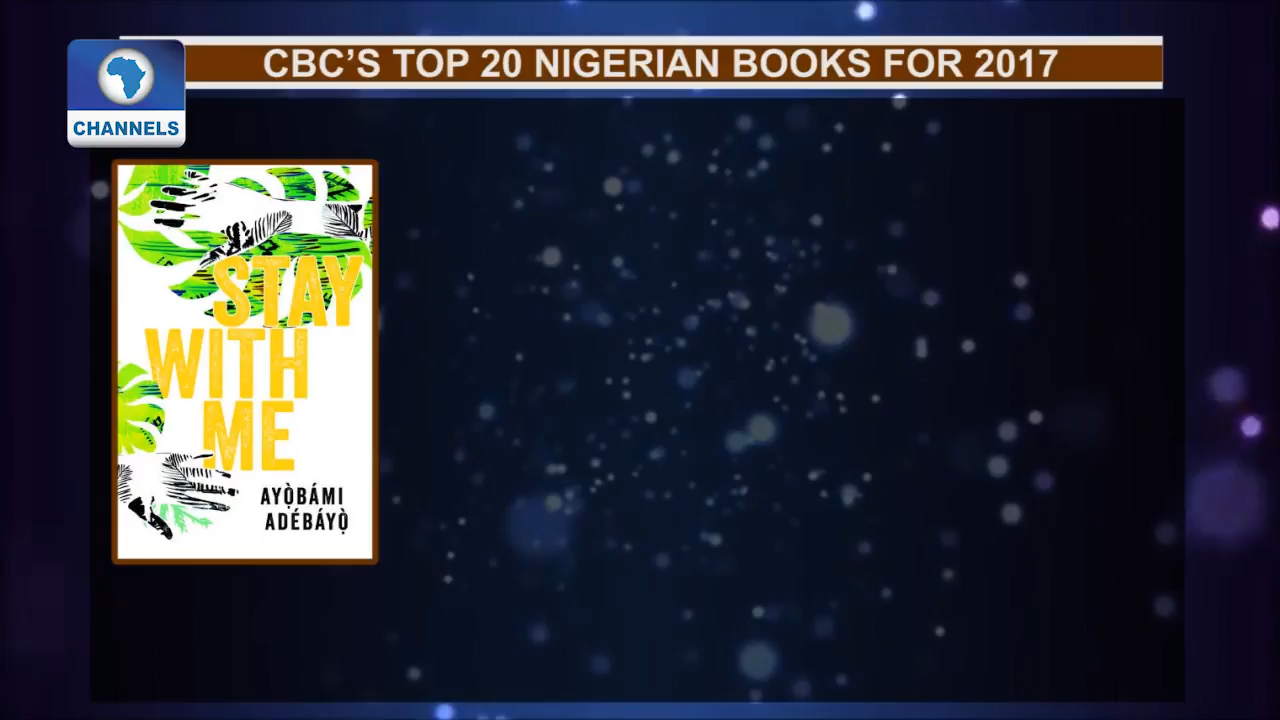 CBC'S TOP 20 NIGERIAN BOOKS FOR 2017
CHANNELS
STAY
WITH
ME
AYỌ̀BÁMI
ADÉBÁYỌ̀